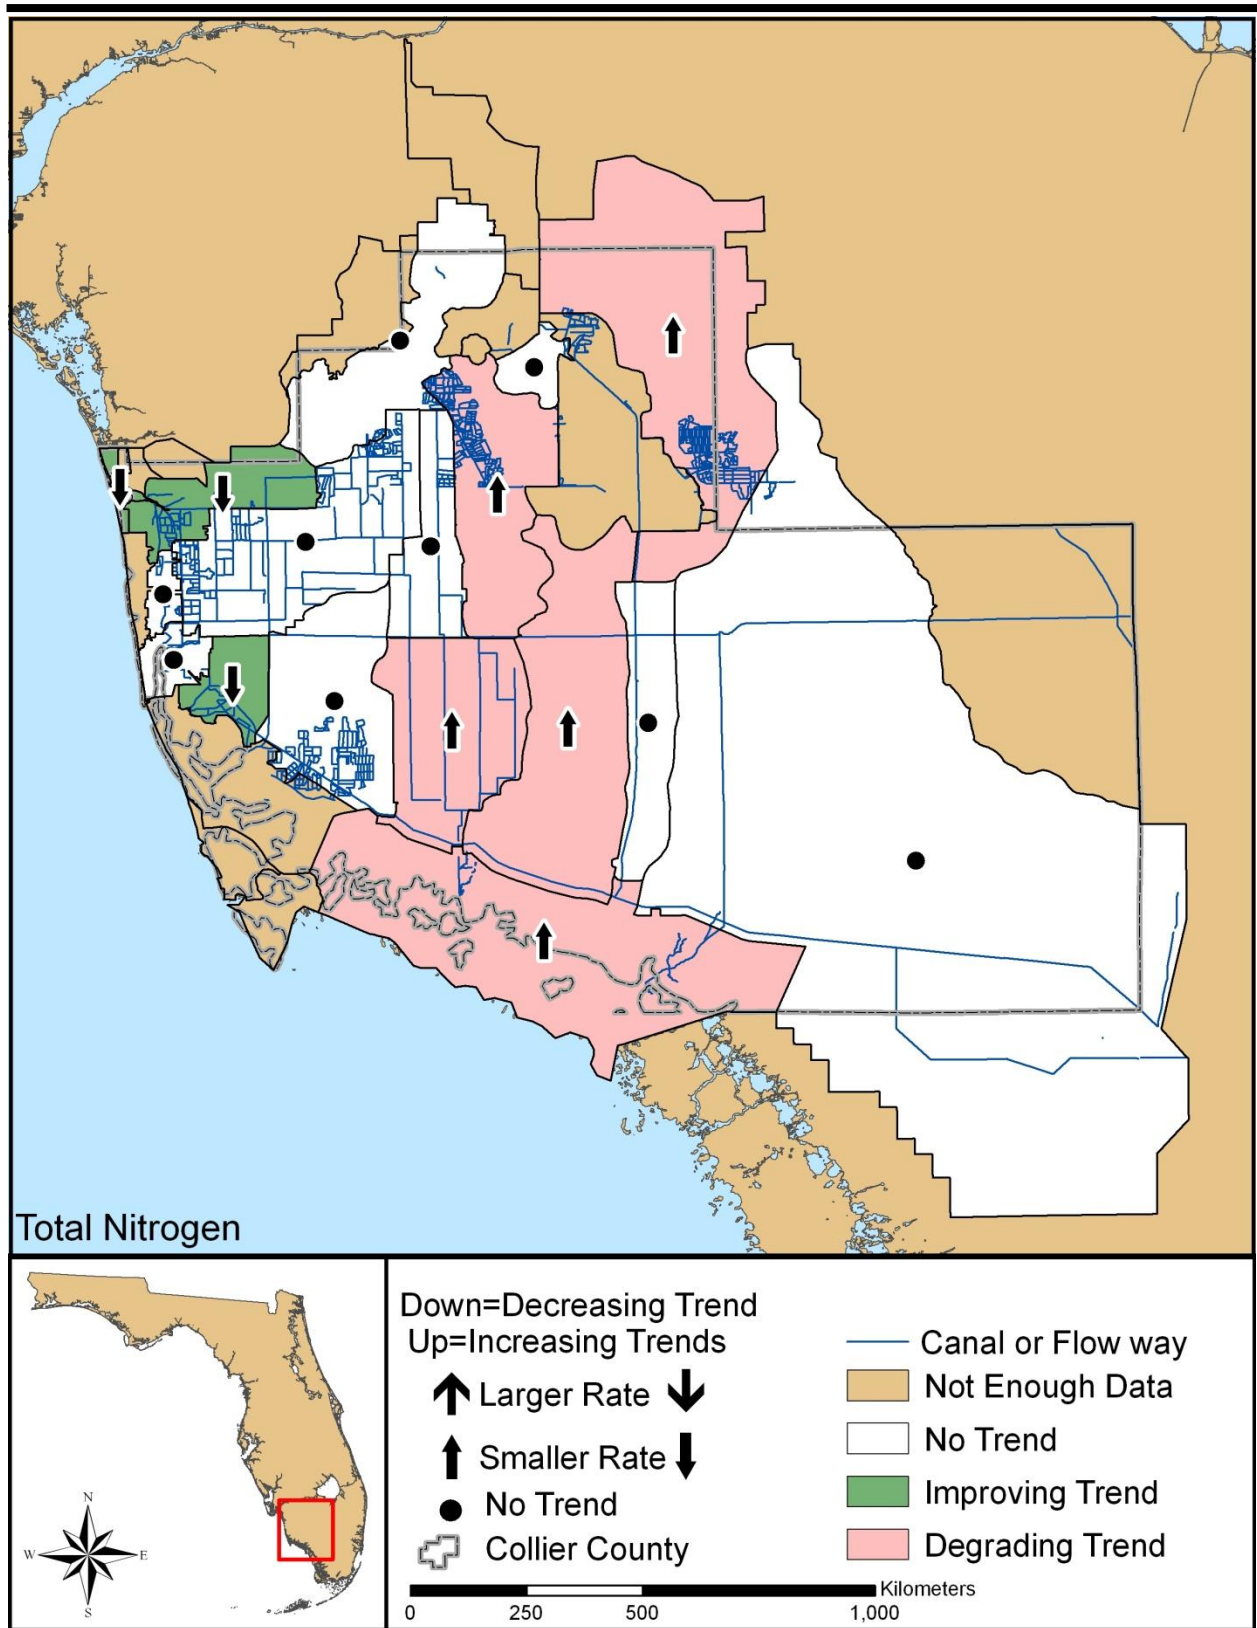 Total Nitrogen
N
W
E
S
Down=Decreasing Trend
Up=Increasing Trends
Larger Rate
Smaller Rate
No Trend
Collier County
Canal or Flow way
Not Enough Data
No Trend
Improving Trend
Degrading Trend
Kilometers
0 250 500 1,000